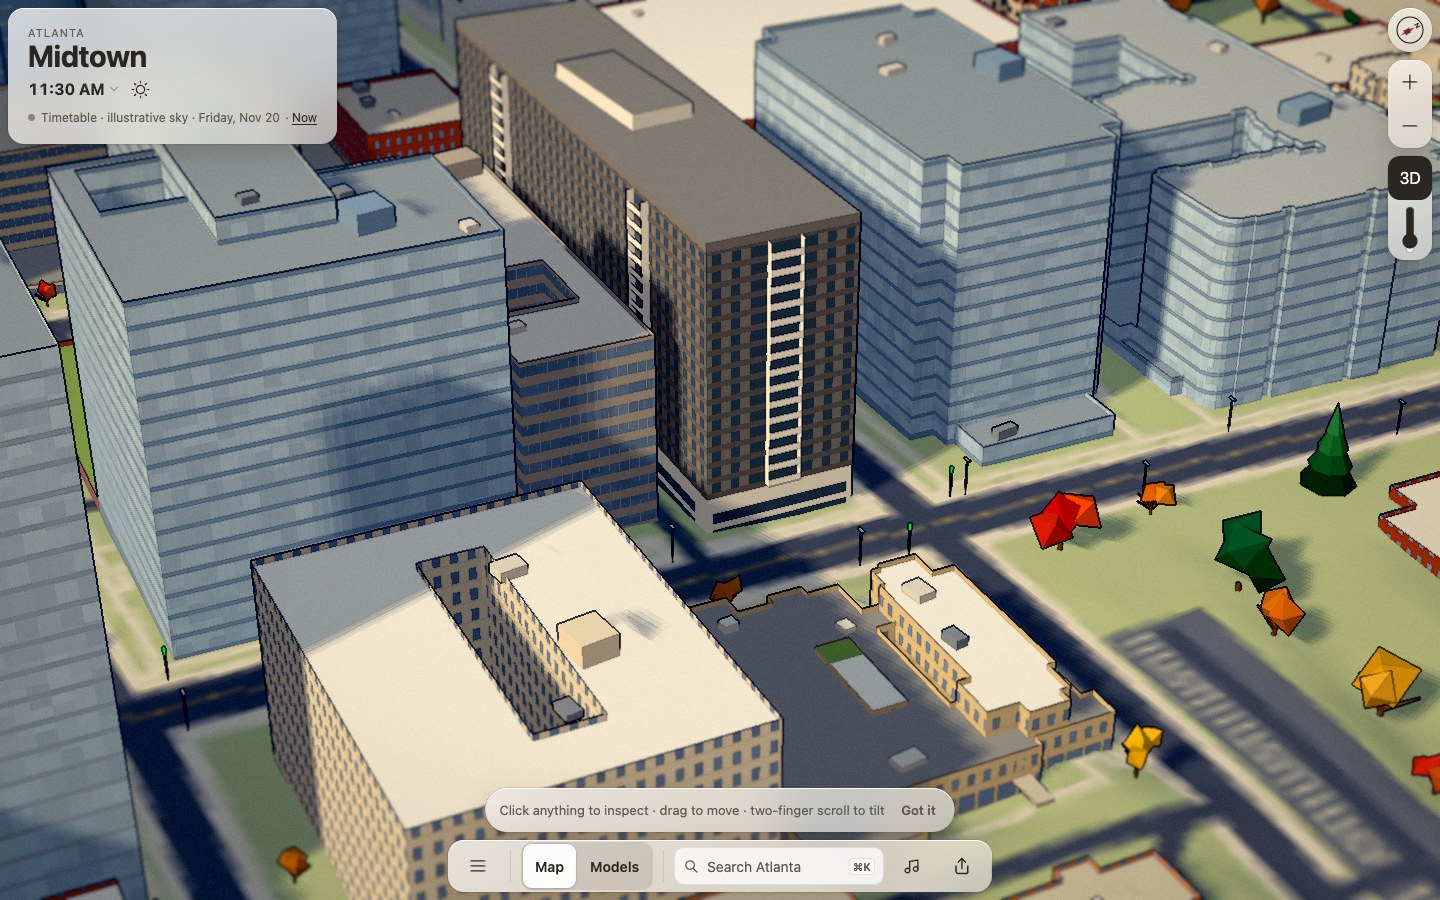 ATLANTA
Midtown
11:30 AM
Timetable · illustrative sky · Friday, Nov 20 · Now
N
+
−
3D
Click anything to inspect · drag to move · two-finger scroll to tilt Got it
Map Models Search Atlanta ⌘K